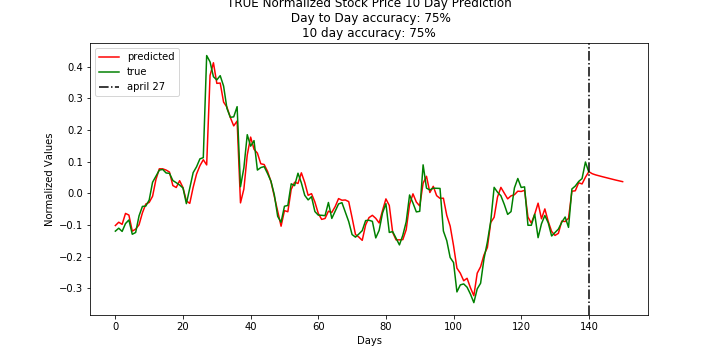 TRUE Normalized Stock Price 10 Day Prediction
Day to Day accuracy: 75%
10 day accuracy: 75%
predicted
true
april 27
Normalized Values
0.4
0.3
0.2
0.1
0.0
−0.1
−0.2
−0.3
0 20 40 60 80 100 120 140
Days